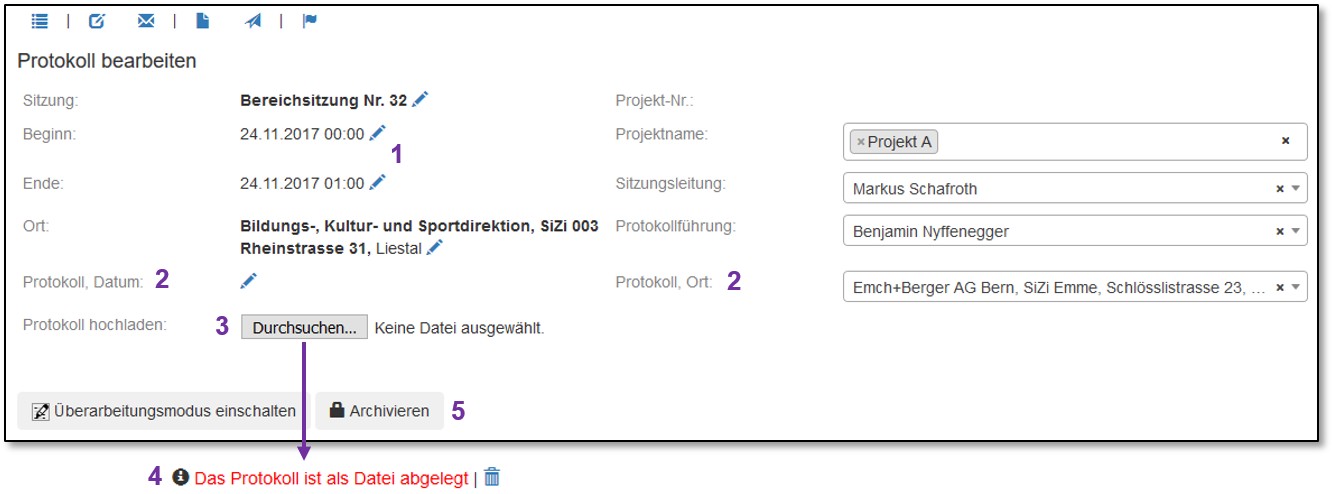 Protokoll bearbeiten
Sitzung: Bereichsitzung Nr. 32 Projekt-Nr.:
Beginn: 24.11.2017 00:00 Projektname: × Projekt A ×
1
Ende: 24.11.2017 01:00 Sitzungsleitung: Markus Schafroth ×
Ort: Bildungs-, Kultur- und Sportdirektion, SiZi 003 Protokollführung: Benjamin Nyffenegger ×
Rheinstrasse 31, Liestal
Protokoll, Datum: 2 Protokoll, Ort: 2 Emch+Berger AG Bern, SiZi Emme, Schlösslistrasse 23, ... ×
Protokoll hochladen: 3 Durchsuchen... Keine Datei ausgewählt.
Überarbeitungsmodus einschalten Archivieren 5
4 Das Protokoll ist als Datei abgelegt |